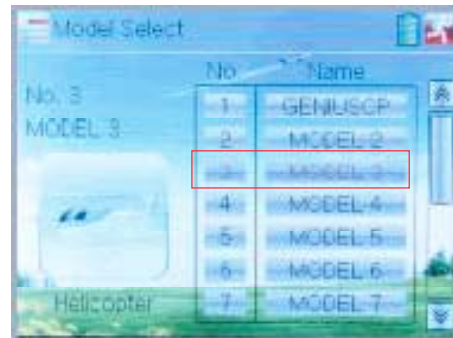 Model Select
No Name
No. 3
MODEL 3
1 GENIUSCP
2 MODEL 2
3 MODEL 3
4 MODEL 4
5 MODEL 5
6 MODEL 6
7 MODEL 7
Helicopter